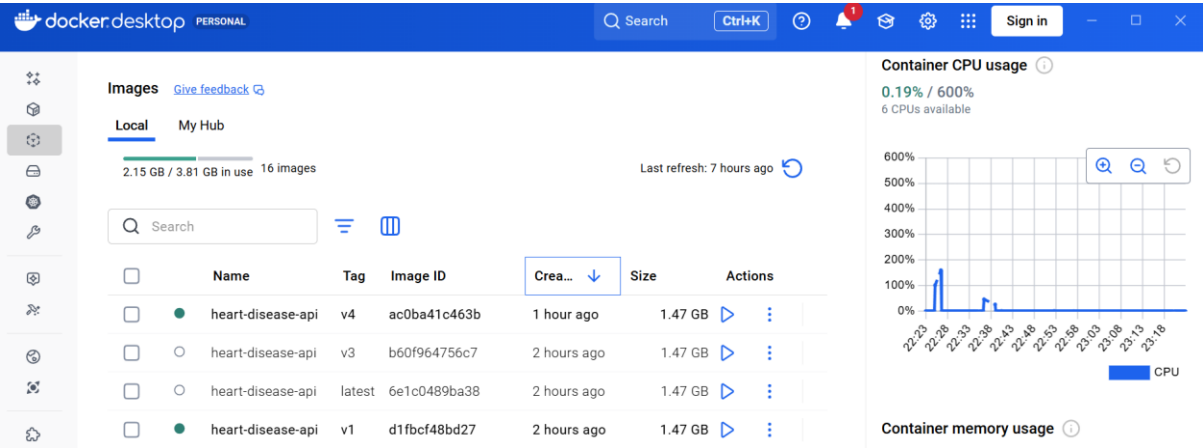 docker desktop PERSONAL Search Ctrl+K 1 Sign in
Images Give feedback
Local My Hub
2.15 GB / 3.81 GB in use 16 images Last refresh: 7 hours ago
Search
Name Tag Image ID Crea... Size Actions
heart-disease-api v4 ac0ba41c463b 1 hour ago 1.47 GB
heart-disease-api v3 b60f964756c7 2 hours ago 1.47 GB
heart-disease-api latest 6e1c0489ba38 2 hours ago 1.47 GB
heart-disease-api v1 d1fbcf48bd27 2 hours ago 1.47 GB
Container CPU usage
0.19% / 600%
6 CPUs available
600%
500%
400%
300%
200%
100%
0%
22:23 22:28 22:33 22:38 22:43 22:48 22:53 22:58 23:03 23:08 23:13 23:18
CPU
Container memory usage